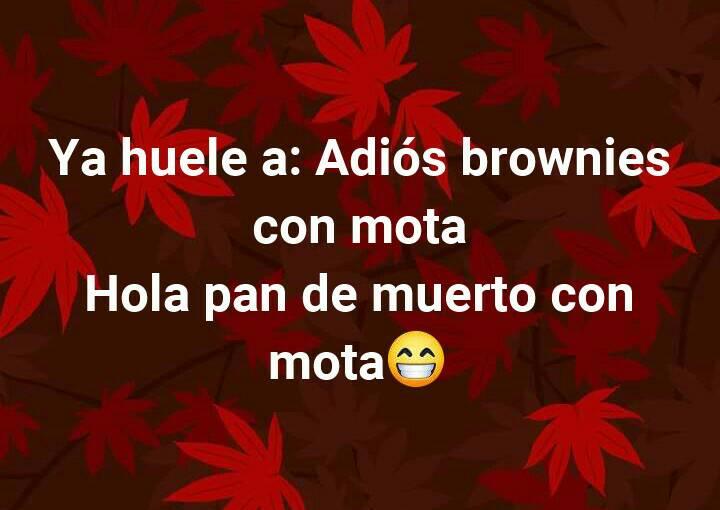 Ya huele a: Adiós brownies
con mota
Hola pan de muerto con
mota😁